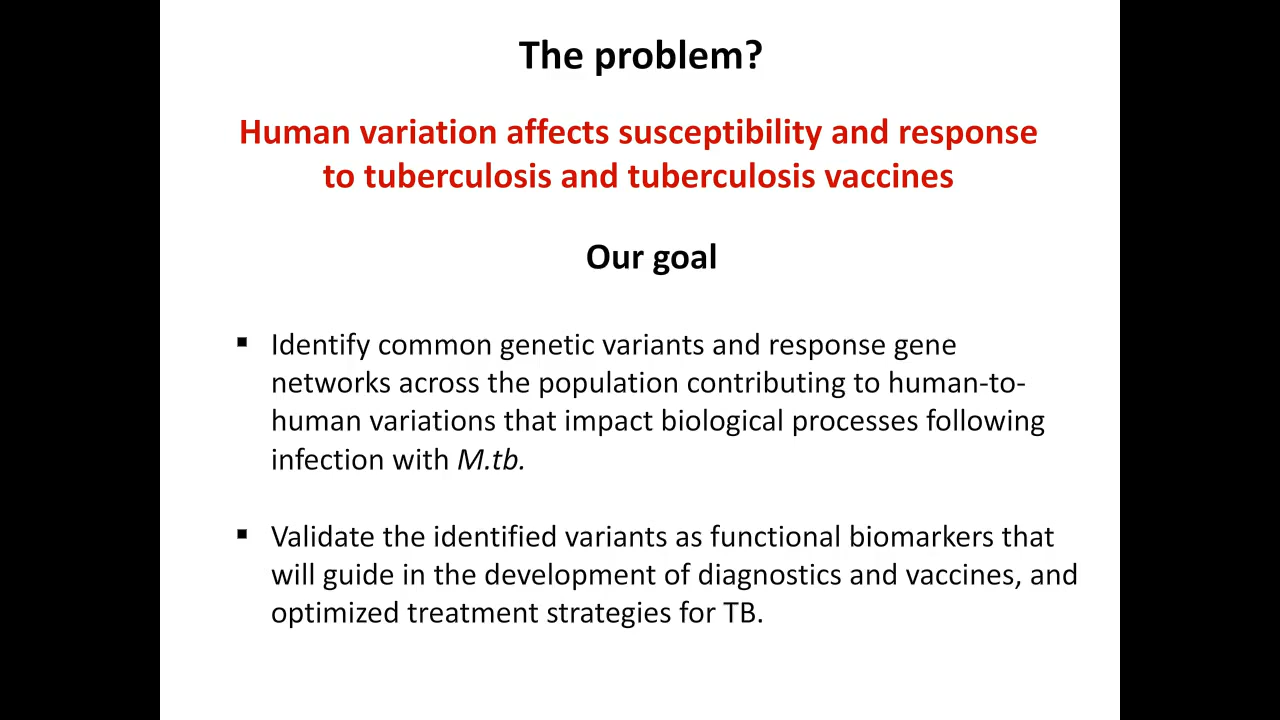 The problem?
Human variation affects susceptibility and response
to tuberculosis and tuberculosis vaccines
Our goal
▪ Identify common genetic variants and response gene
networks across the population contributing to human-to-
human variations that impact biological processes following
infection with M.tb.
▪ Validate the identified variants as functional biomarkers that
will guide in the development of diagnostics and vaccines, and
optimized treatment strategies for TB.